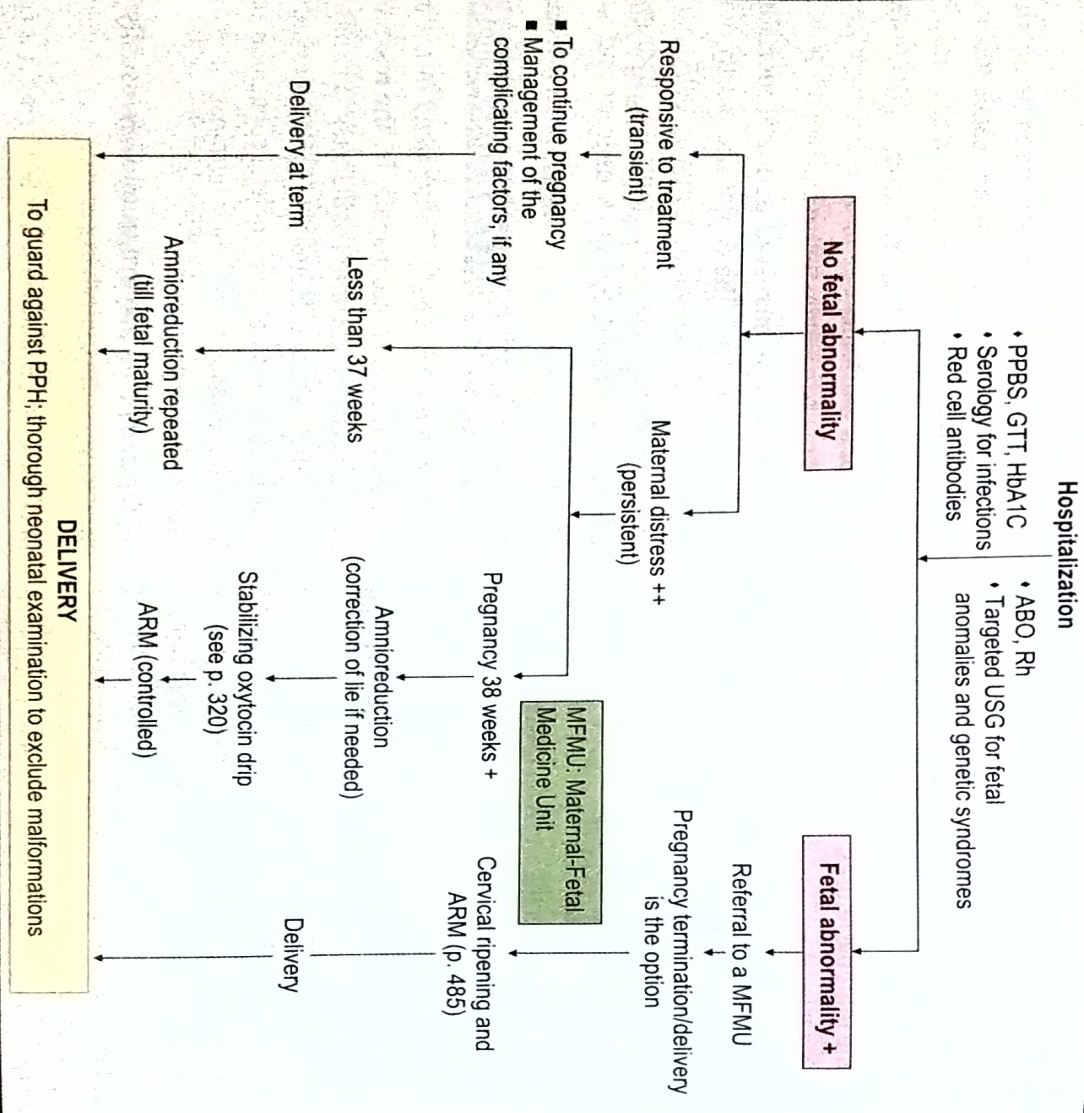 Hospitalization
• PPBS, GTT, HbA1C
• Serology for infections
• Red cell antibodies
• ABO, Rh
• Targeted USG for fetal
anomalies and genetic syndromes
No fetal abnormality
Fetal abnormality +
Responsive to treatment
(transient)
Maternal distress ++
(persistent)
Referral to a MFMU
Pregnancy termination/delivery
is the option
■ To continue pregnancy
■ Management of the
complicating factors, if any
MFMU: Maternal-Fetal
Medicine Unit
Less than 37 weeks
Pregnancy 38 weeks +
Cervical ripening and
ARM (p. 485)
Delivery at term
Amnioreduction
(correction of lie if needed)
Delivery
Amnioreduction repeated
(till fetal maturity)
Stabilizing oxytocin drip
(see p. 320)
ARM (controlled)
DELIVERY
To guard against PPH; thorough neonatal examination to exclude malformations